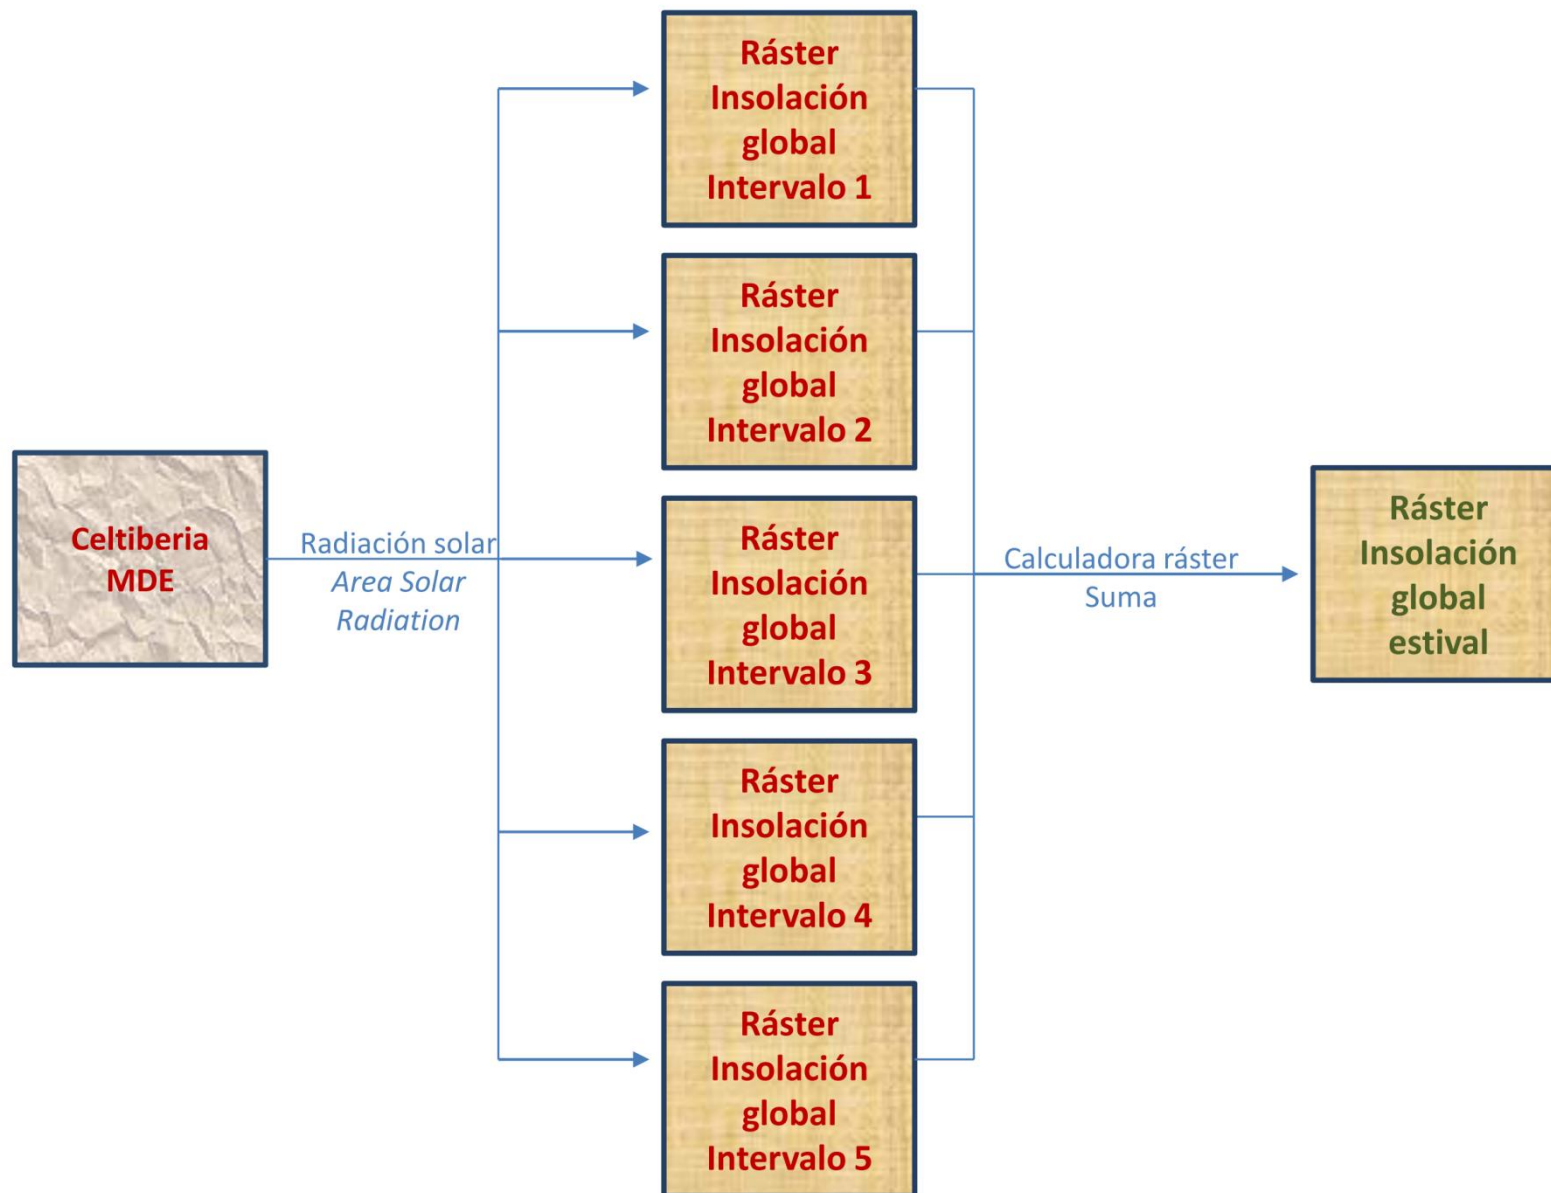 Celtiberia
MDE
Radiación solar
Area Solar
Radiation
Ráster
Insolación
global
Intervalo 1
Ráster
Insolación
global
Intervalo 2
Ráster
Insolación
global
Intervalo 3
Ráster
Insolación
global
Intervalo 4
Ráster
Insolación
global
Intervalo 5
Calculadora ráster
Suma
Ráster
Insolación
global
estival